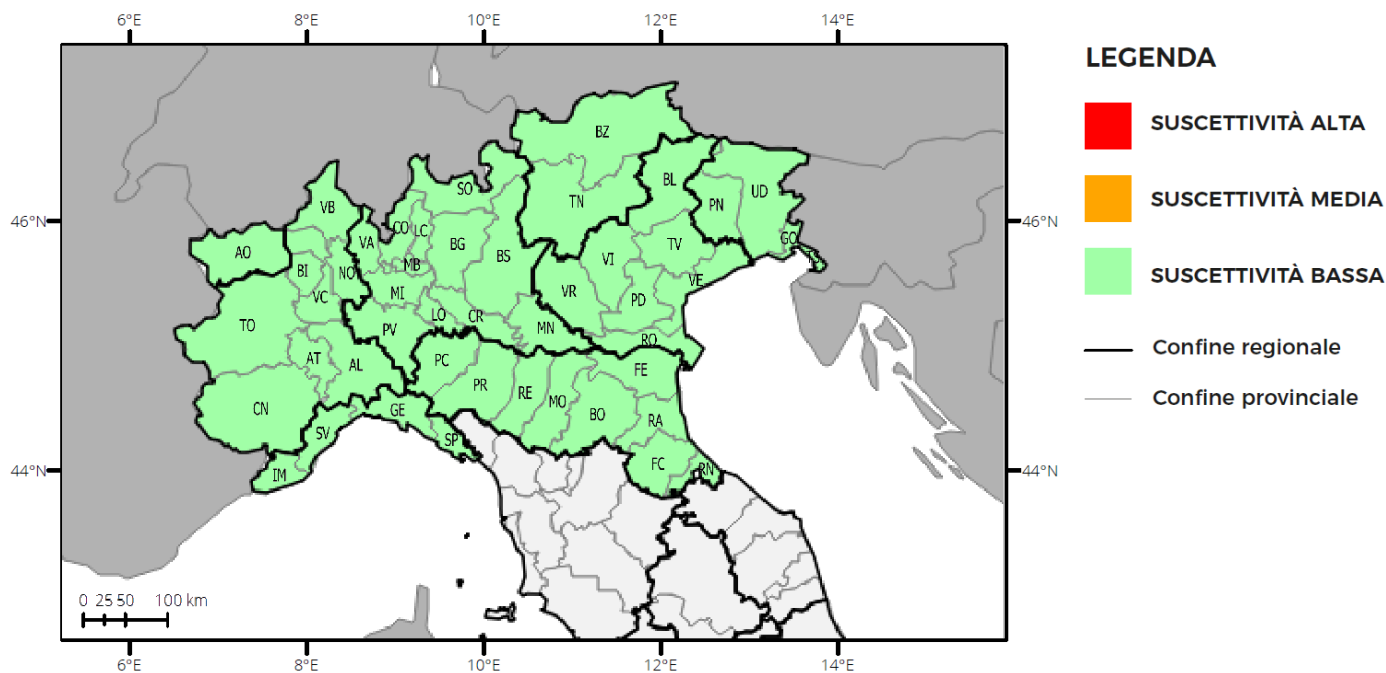 6°E 8°E 10°E 12°E 14°E
LEGENDA
SUSCETTIVITÀ ALTA
SUSCETTIVITÀ MEDIA
SUSCETTIVITÀ BASSA
Confine regionale
Confine provinciale
BZ
SO BL UD
VB TN PN
46°N 46°N
CO LC
VA BG TV GO
AO BS VI
MB
BI NO VE
MI VR PD
VC
LO CR
TO PV MN RO
AT AL PC FE
PR RE MO
CN GE BO RA
SV SP
44°N IM FC RN 44°N
0 25 50 100 km
6°E 8°E 10°E 12°E 14°E